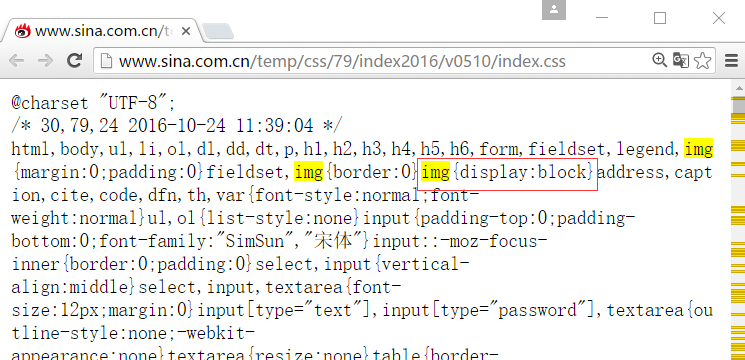 www.sina.com.cn/te
www.sina.com.cn/temp/css/79/index2016/v0510/index.css
@charset "UTF-8";
/* 30,79,24 2016-10-24 11:39:04 */
html,body,ul,li,ol,dl,dd,dt,p,h1,h2,h3,h4,h5,h6,form,fieldset,legend,img
{margin:0;padding:0}fieldset,img{border:0}img{display:block}address,capt
ion,cite,code,dfn,th,var{font-style:normal;font-
weight:normal}ul,ol{list-style:none}input{padding-top:0;padding-
bottom:0;font-family:"SimSun","宋体"}input::-moz-focus-
inner{border:0;padding:0}select,input{vertical-
align:middle}select,input,textarea{font-
size:12px;margin:0}input[type="text"],input[type="password"],textarea{ou
tline-style:none;-webkit-
appearance:none}textarea{resize:none}table{border-